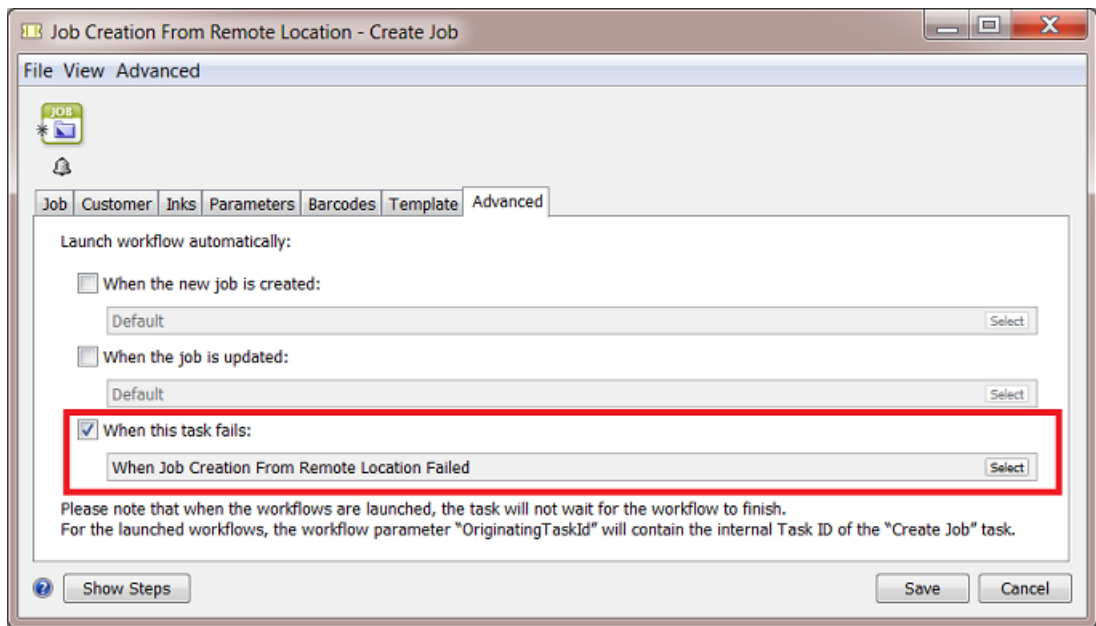 Job Creation From Remote Location - Create Job
File View Advanced
JOB
Job Customer Inks Parameters Barcodes Template Advanced
Launch workflow automatically:
When the new job is created:
Default Select
When the job is updated:
Default Select
When this task fails:
When Job Creation From Remote Location Failed Select
Please note that when the workflows are launched, the task will not wait for the workflow to finish.
For the launched workflows, the workflow parameter “OriginatingTaskId” will contain the internal Task ID of the “Create Job” task.
? Show Steps Save Cancel